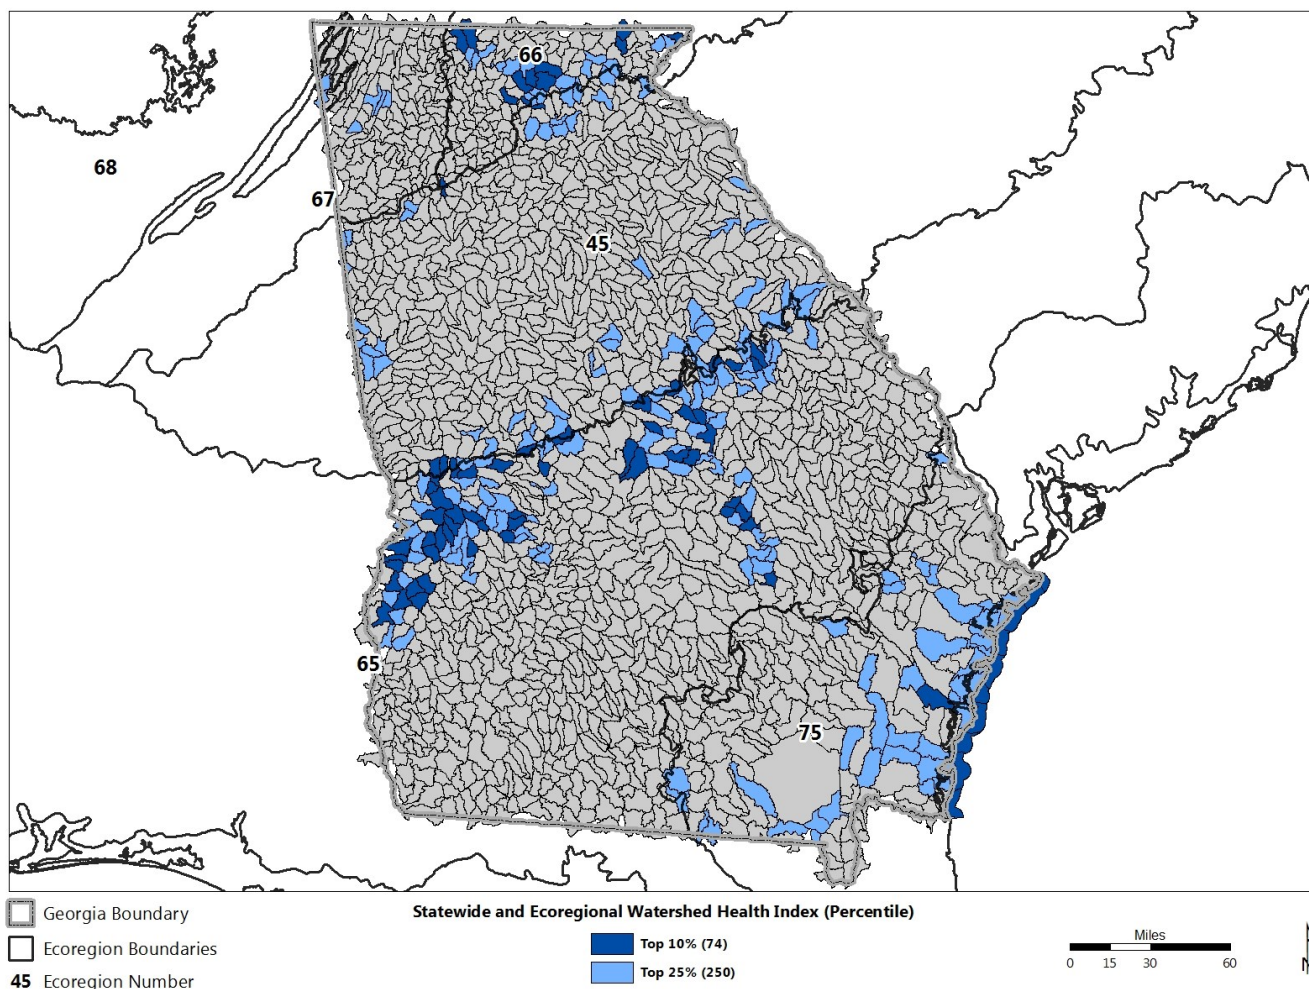 66
68
67
45
65
75
Georgia Boundary
Ecoregion Boundaries
45 Ecoregion Number
Statewide and Ecoregional Watershed Health Index (Percentile)
Top 10% (74)
Top 25% (250)
Miles
0 15 30 60